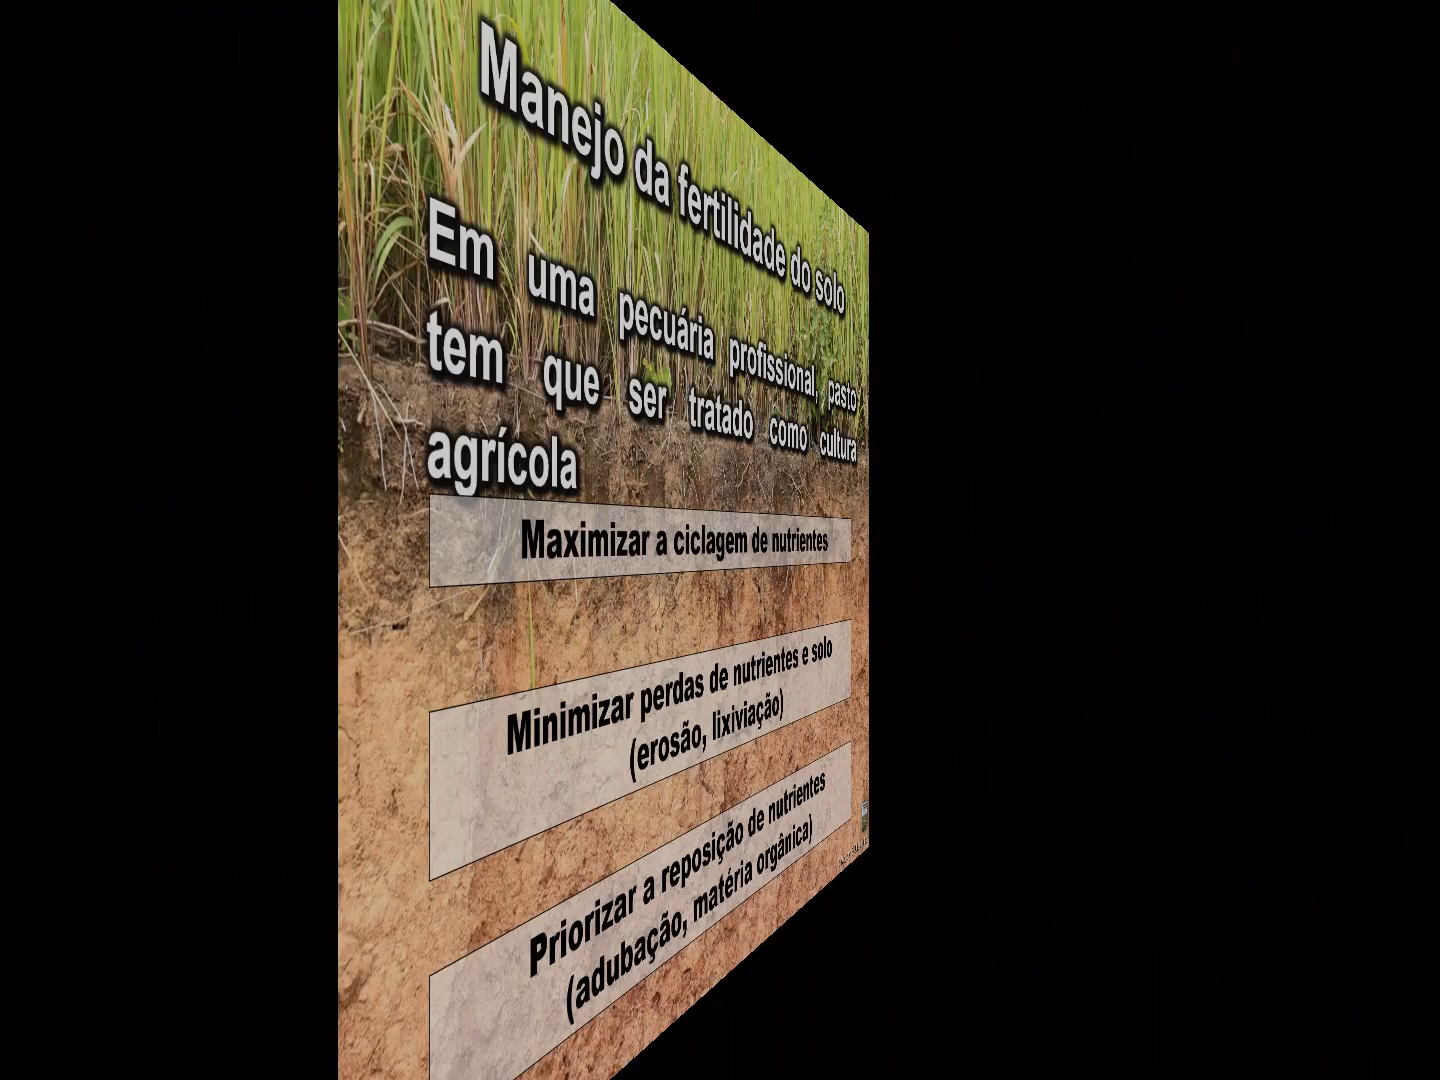 Manejo da fertilidade do solo
Em uma pecuária profissional, pasto
tem que ser tratado como cultura
agrícola
Maximizar a ciclagem de nutrientes
Minimizar perdas de nutrientes e solo
(erosão, lixiviação)
Priorizar a reposição de nutrientes
(adubação, matéria orgânica)